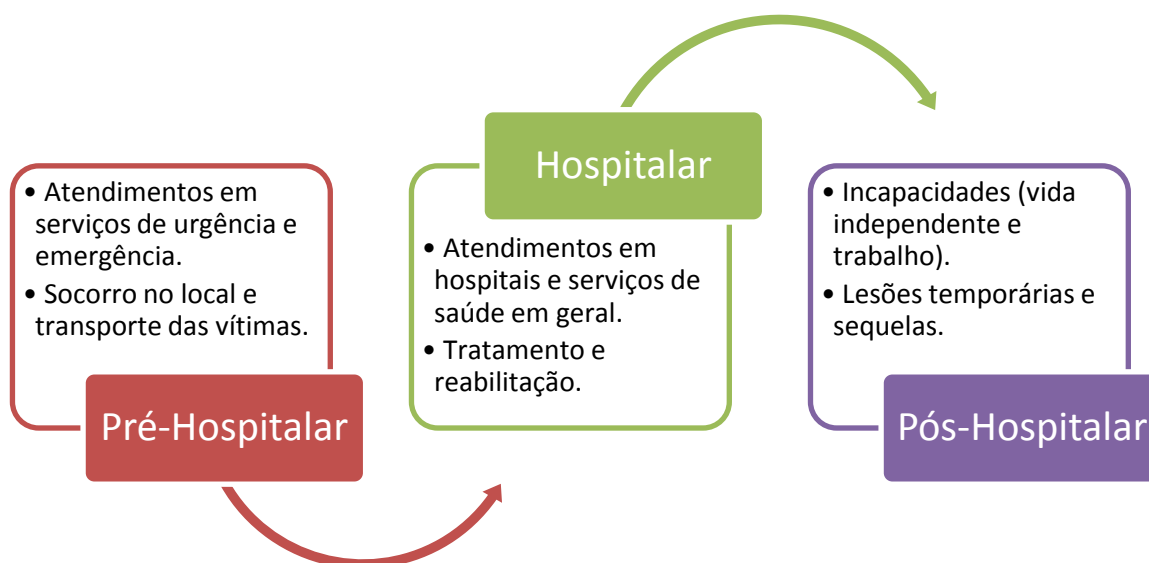 • Atendimentos em
serviços de urgência e
emergência.
• Socorro no local e
transporte das vítimas.
Pré-Hospitalar
Hospitalar
• Atendimentos em
hospitais e serviços de
saúde em geral.
• Tratamento e
reabilitação.
• Incapacidades (vida
independente e
trabalho).
• Lesões temporárias e
sequelas.
Pós-Hospitalar